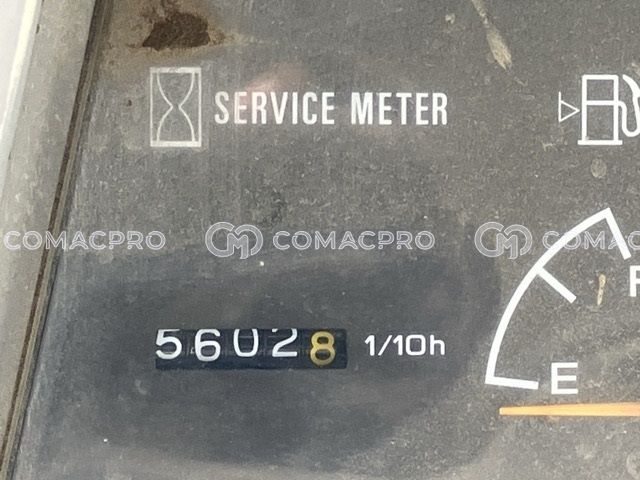 SERVICE METER
COMACPRO COMACPRO
56028 1/10h
F
E